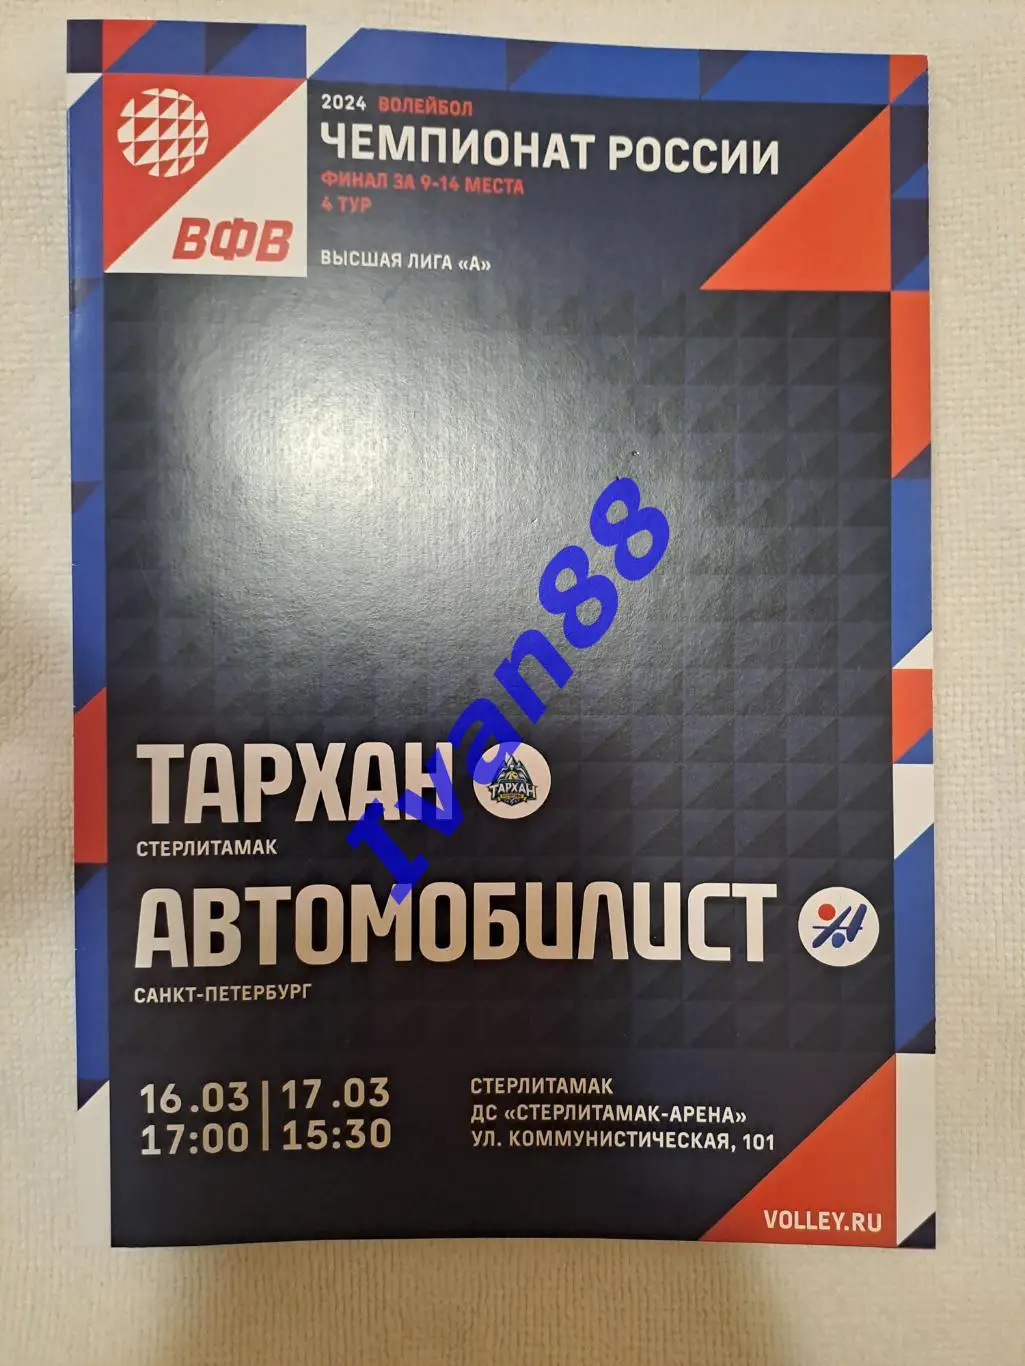 2024 ВОЛЕЙБОЛ
ЧЕМПИОНАТ РОССИИ
ФИНАЛ ЗА 9-14 МЕСТА
4 ТУР
ВФВ
ВЫСШАЯ ЛИГА «А»
Ivan88
ТАРХАН
ТАРХАН
СТЕРЛИТАМАК
АВТОМОБИЛИСТ
САНКТ-ПЕТЕРБУРГ
16.03 17.03
17:00 15:30
СТЕРЛИТАМАК
ДС «СТЕРЛИТАМАК-АРЕНА»
УЛ. КОММУНИСТИЧЕСКАЯ, 101
VOLLEY.RU